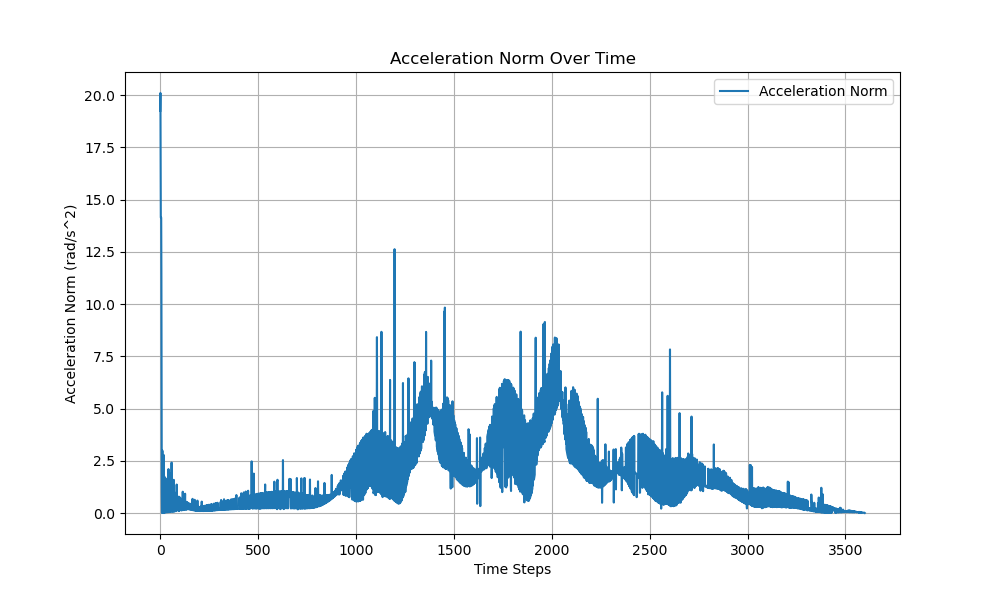 Acceleration Norm Over Time
Acceleration Norm
20.0
17.5
15.0
12.5
10.0
7.5
5.0
2.5
0.0
Acceleration Norm (rad/s^2)
0 500 1000 1500 2000 2500 3000 3500
Time Steps